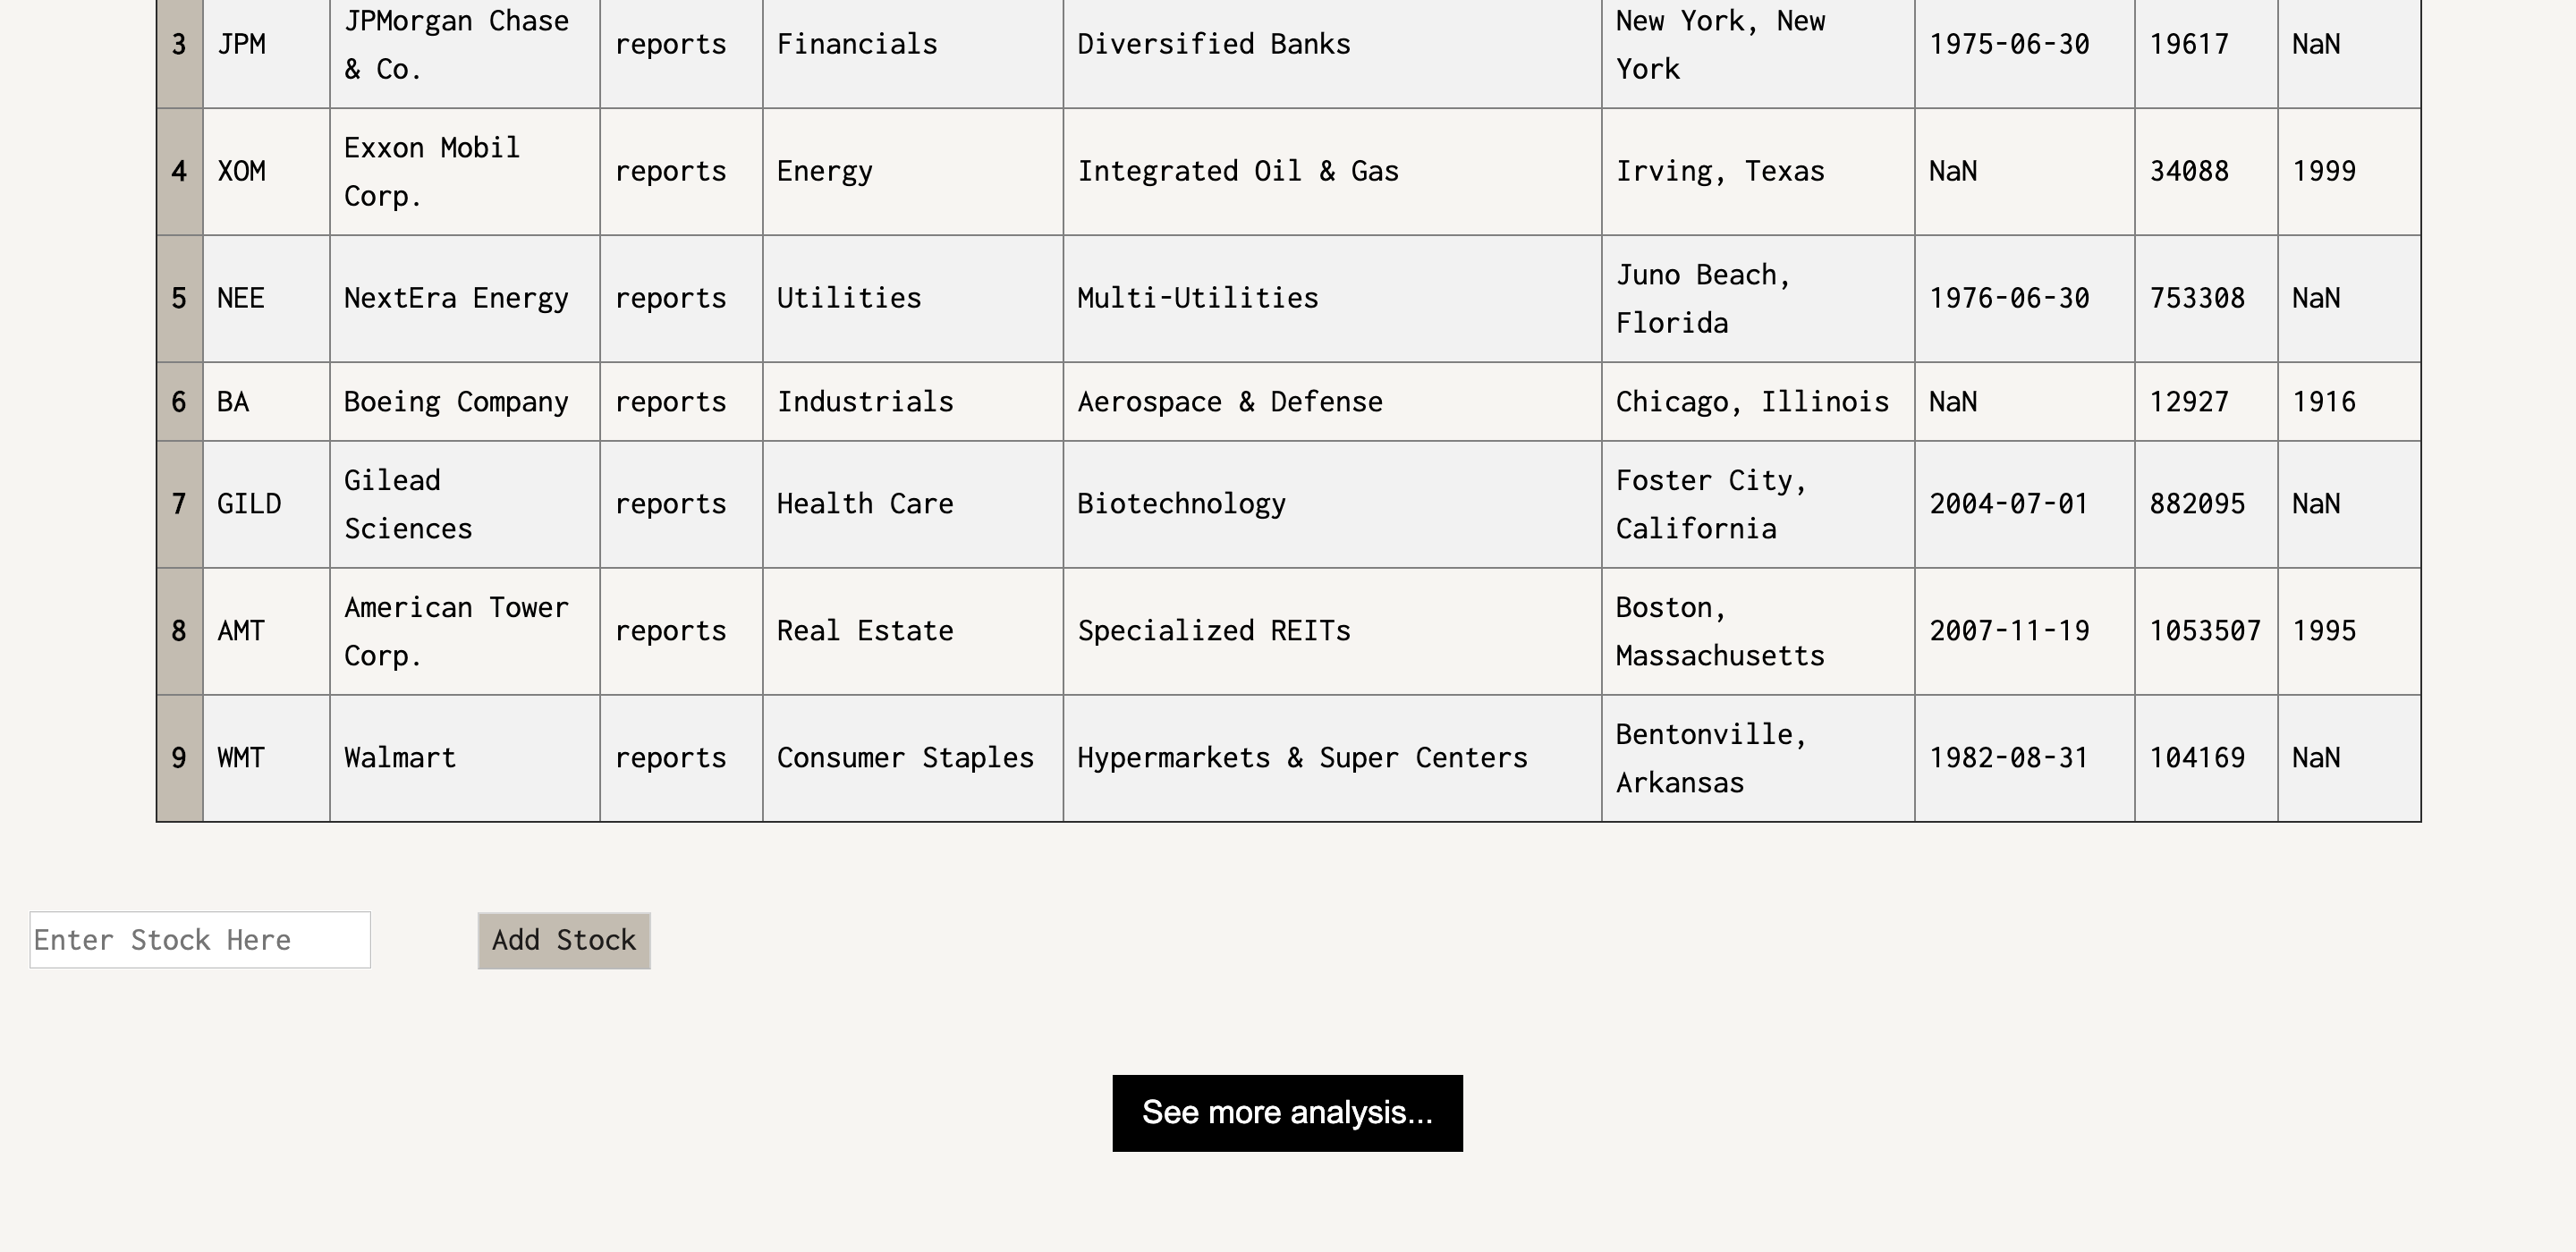 3 JPM JPMorgan Chase & Co. reports Financials Diversified Banks New York, New York 1975-06-30 19617 NaN
4 XOM Exxon Mobil Corp. reports Energy Integrated Oil & Gas Irving, Texas NaN 34088 1999
5 NEE NextEra Energy reports Utilities Multi-Utilities Juno Beach, Florida 1976-06-30 753308 NaN
6 BA Boeing Company reports Industrials Aerospace & Defense Chicago, Illinois NaN 12927 1916
7 GILD Gilead Sciences reports Health Care Biotechnology Foster City, California 2004-07-01 882095 NaN
8 AMT American Tower Corp. reports Real Estate Specialized REITs Boston, Massachusetts 2007-11-19 1053507 1995
9 WMT Walmart reports Consumer Staples Hypermarkets & Super Centers Bentonville, Arkansas 1982-08-31 104169 NaN
Enter Stock Here Add Stock
See more analysis...